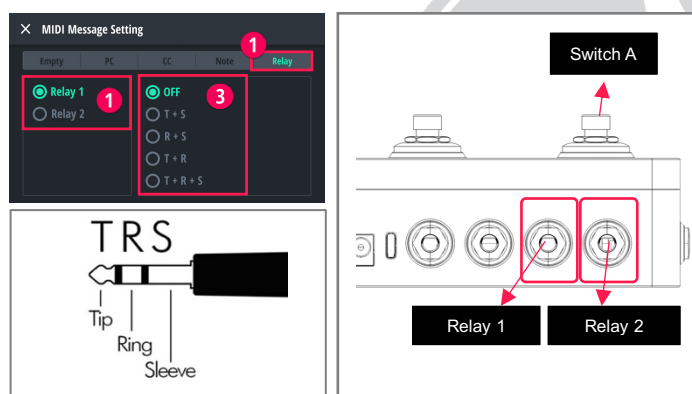 MIDI Message Setting
1
Empty PC CC Note Relay
Relay 1
Relay 2
1
OFF
T + S
R + S
T + R
T + R + S
3
TRS
Tip
Ring
Sleeve
Switch A
Relay 1
Relay 2